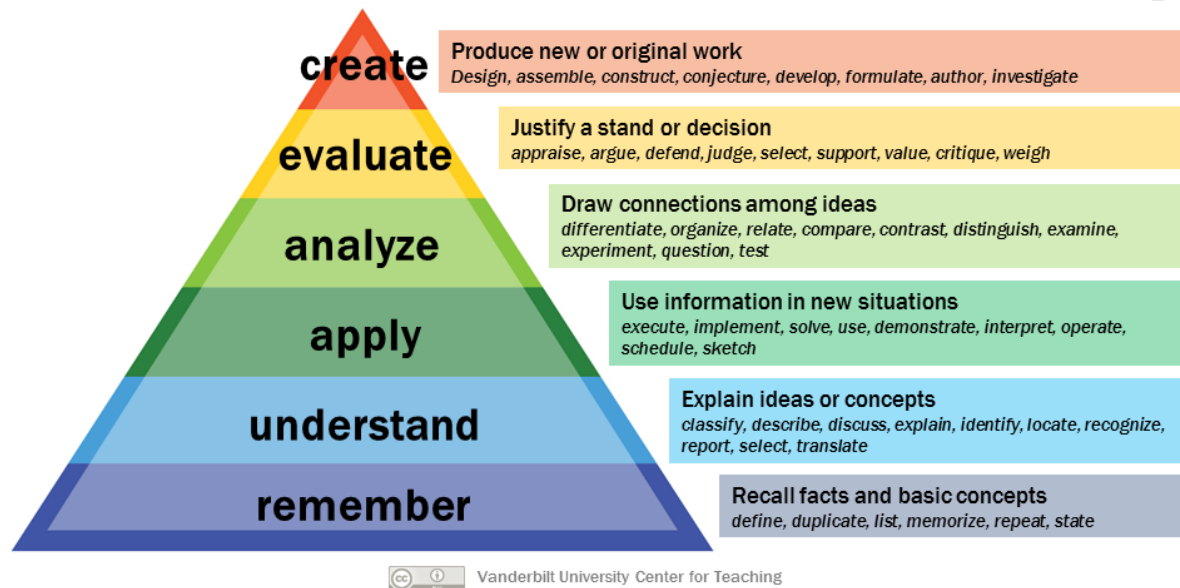 create
Produce new or original work
Design, assemble, construct, conjecture, develop, formulate, author, investigate
evaluate
Justify a stand or decision
appraise, argue, defend, judge, select, support, value, critique, weigh
analyze
Draw connections among ideas
differentiate, organize, relate, compare, contrast, distinguish, examine,
experiment, question, test
apply
Use information in new situations
execute, implement, solve, use, demonstrate, interpret, operate,
schedule, sketch
understand
Explain ideas or concepts
classify, describe, discuss, explain, identify, locate, recognize,
report, select, translate
remember
Recall facts and basic concepts
define, duplicate, list, memorize, repeat, state
cc
Vanderbilt University Center for Teaching